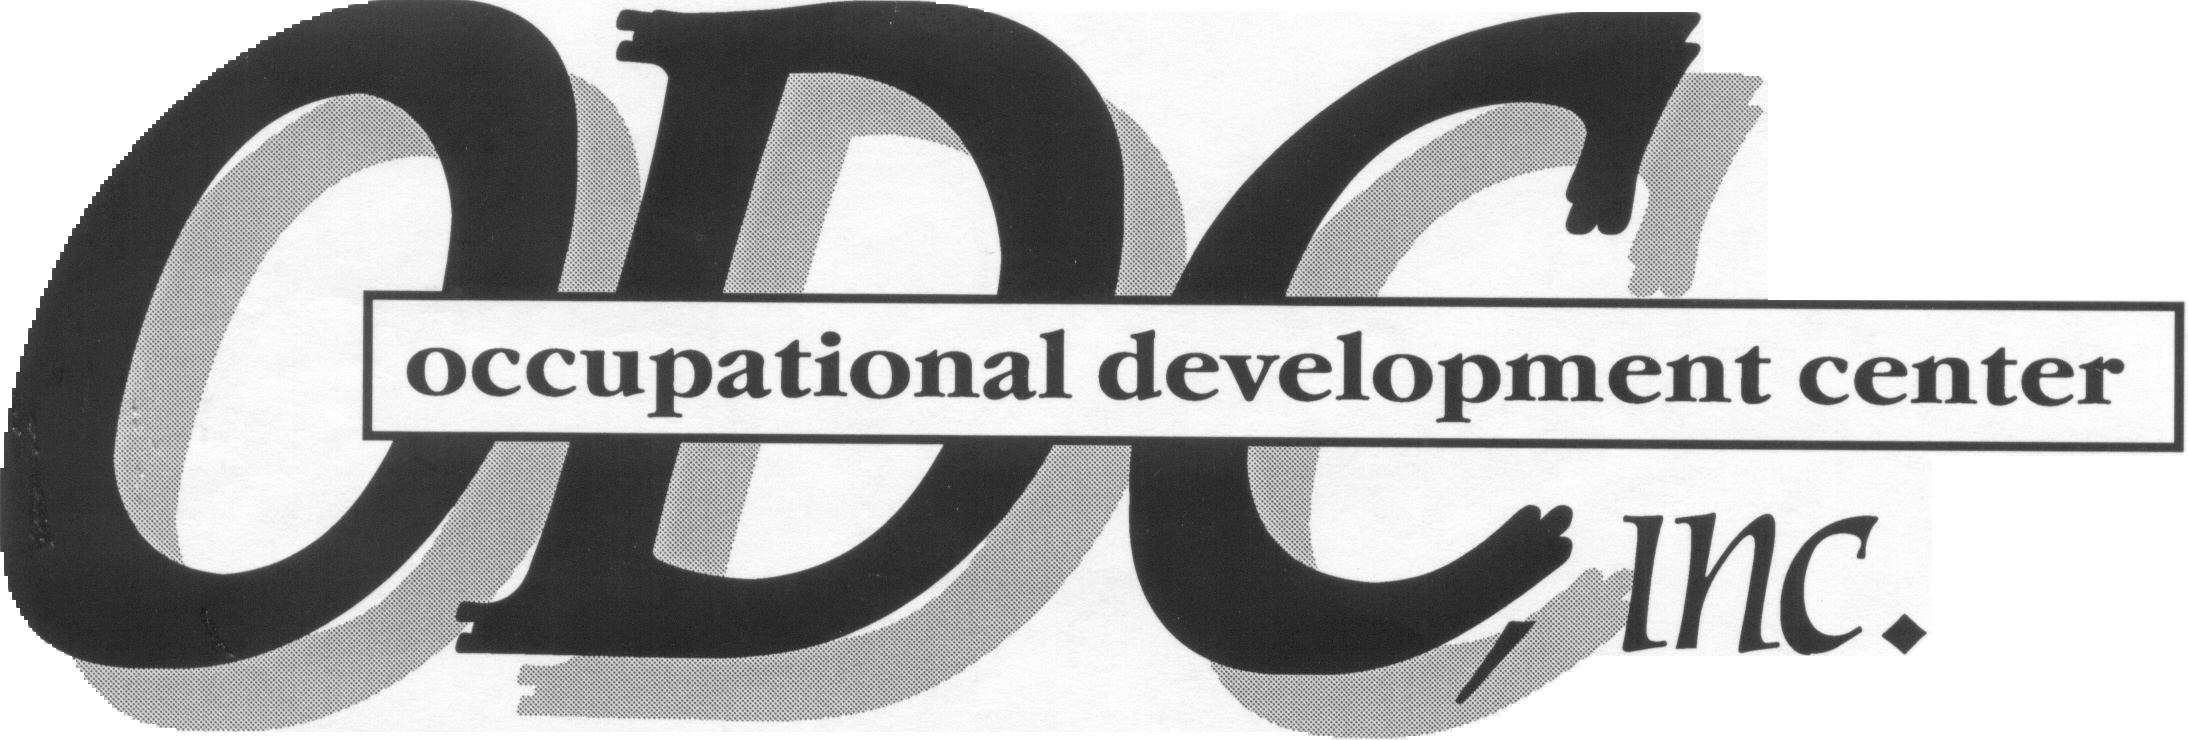 ODC
occupational development center
, inc.